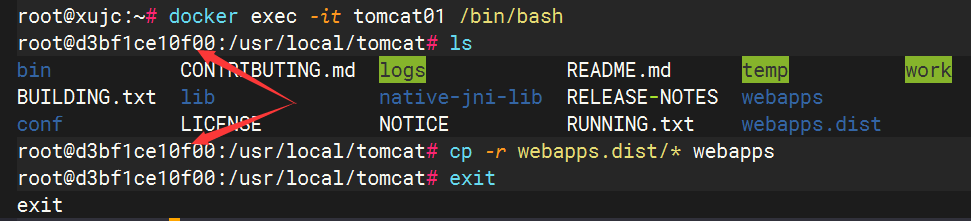 root@xujc:~# docker exec -it tomcat01 /bin/bash
root@d3bf1ce10f00:/usr/local/tomcat# ls
bin CONTRIBUTING.md logs README.md temp work
BUILDING.txt lib native-jni-lib RELEASE-NOTES webapps
conf LICENSE NOTICE RUNNING.txt webapps.dist
root@d3bf1ce10f00:/usr/local/tomcat# cp -r webapps.dist/* webapps
root@d3bf1ce10f00:/usr/local/tomcat# exit
exit